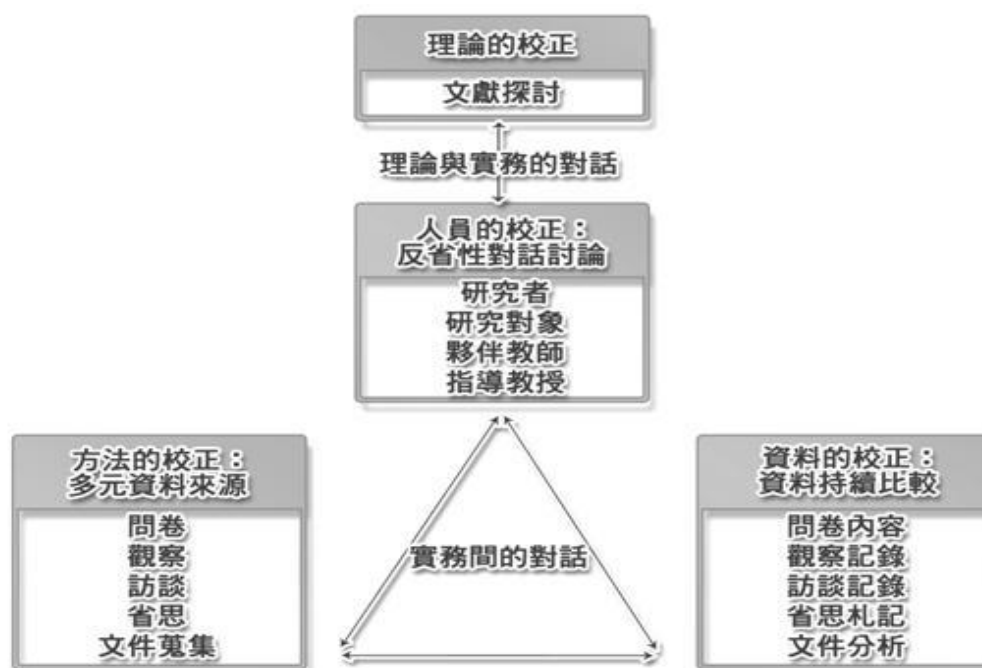 理論的校正
文獻探討
理論與實務的對話
人員的校正：
反省性對話討論
研究者
研究對象
夥伴教師
指導教授
方法的校正：
多元資料來源
問卷
觀察
訪談
省思
文件蒐集
實務間的對話
資料的校正：
資料持續比較
問卷內容
觀察記錄
訪談記錄
省思札記
文件分析